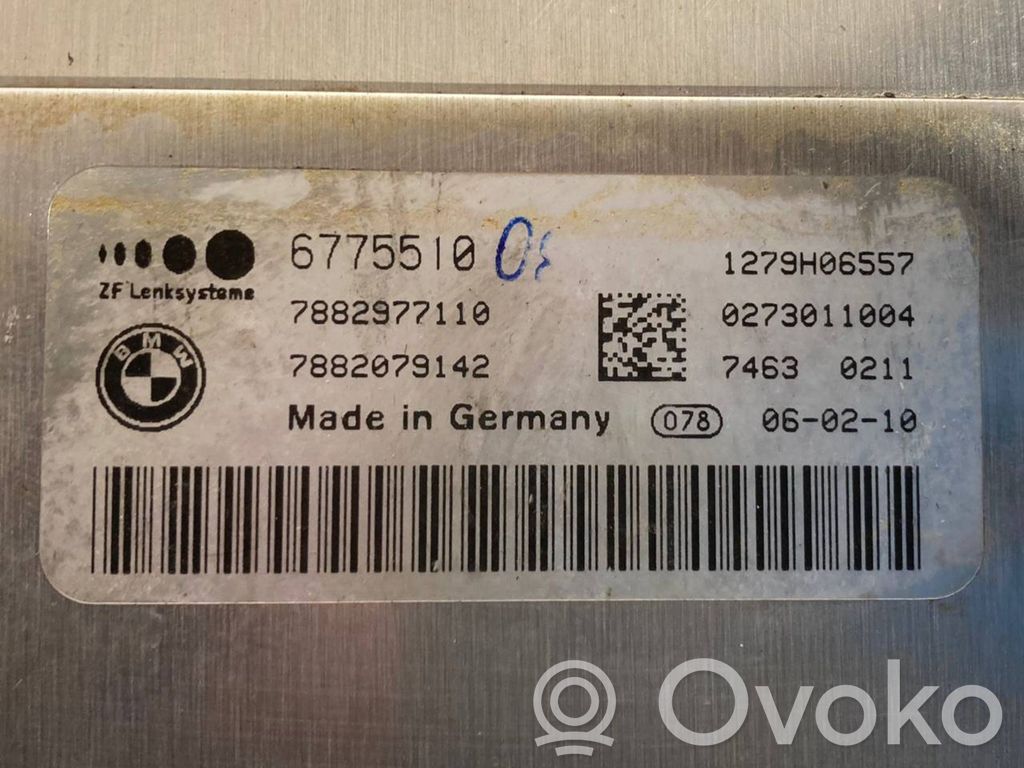 6775510
1279H06557
ZF Lenksysteme
7882977110
0273011004
BMW
7882079142
7463 0211
Made in Germany 078 06-02-10
Ovoko